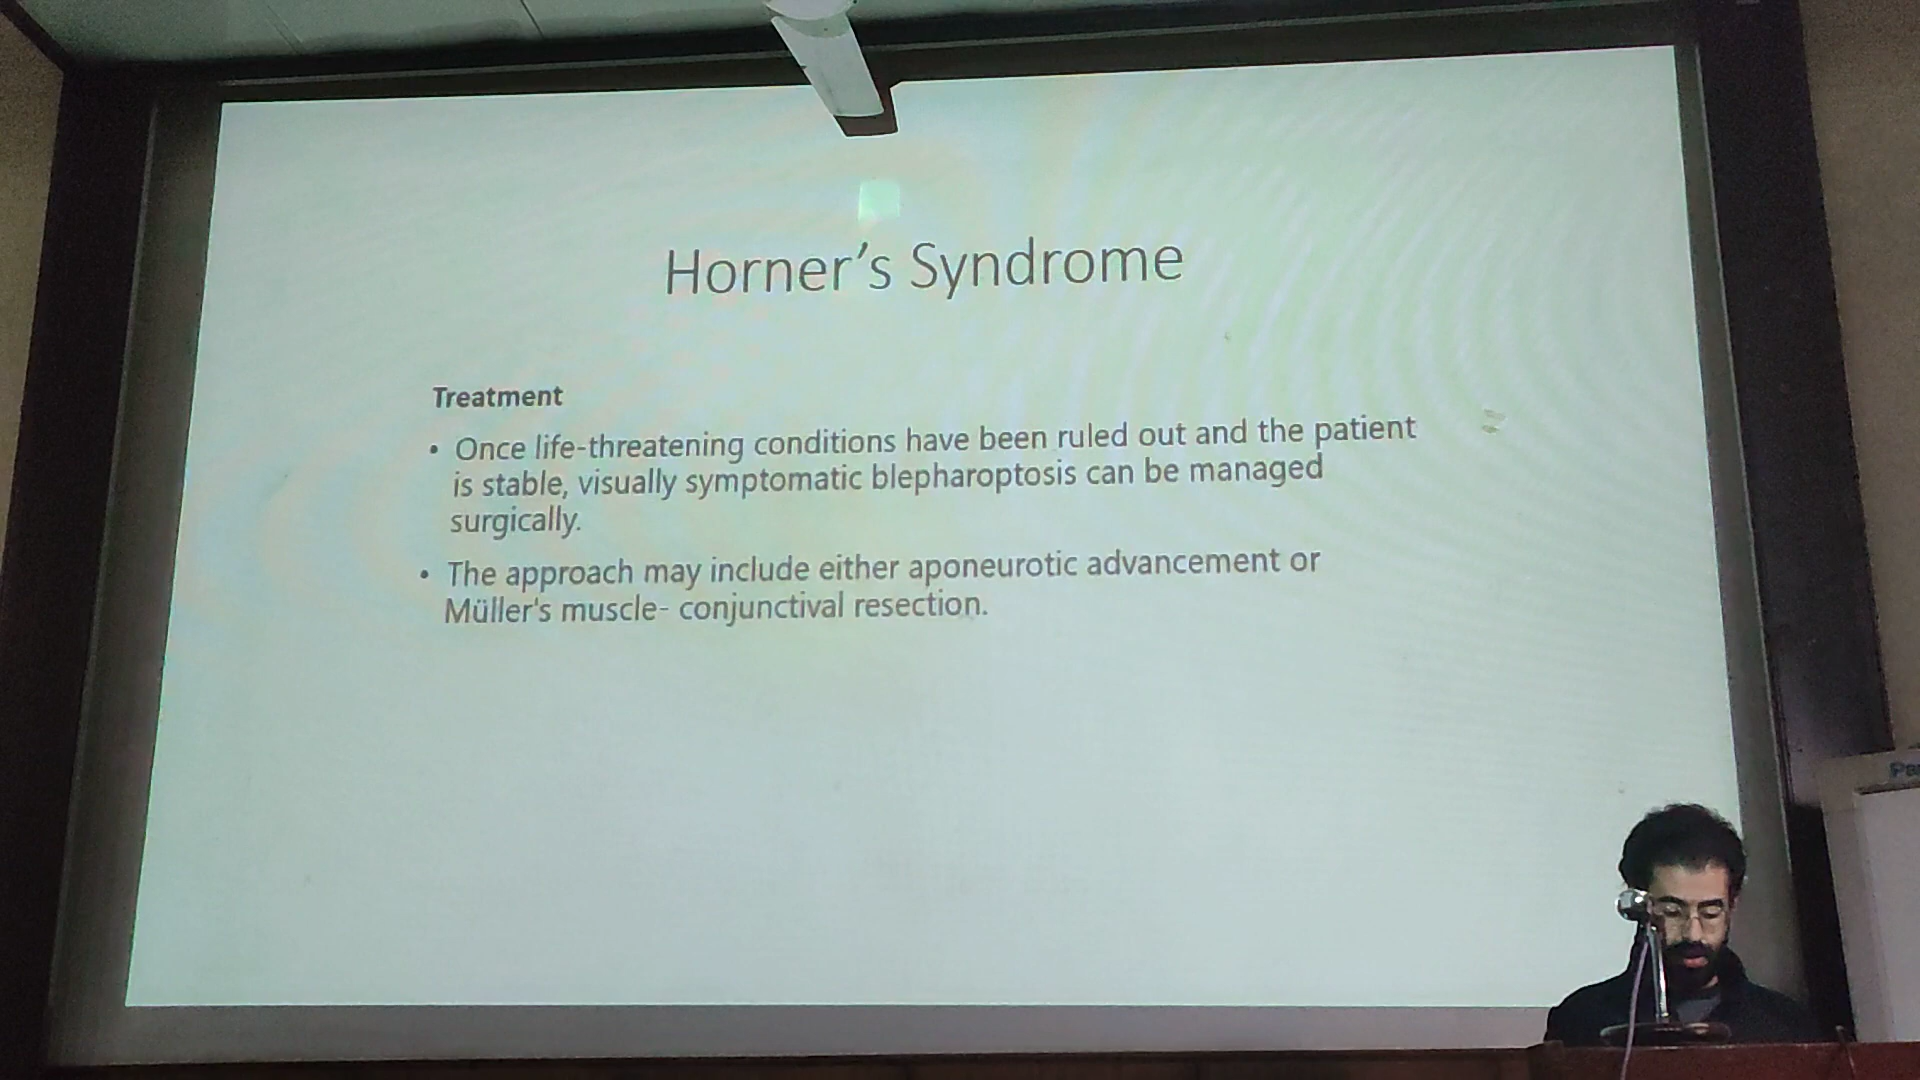 Horner's Syndrome
Treatment
• Once life-threatening conditions have been ruled out and the patient
is stable, visually symptomatic blepharoptosis can be managed
surgically.
• The approach may include either aponeurotic advancement or
Müller's muscle- conjunctival resection.